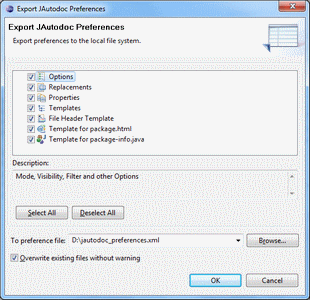 Export JAutodoc Preferences
Export JAutodoc Preferences
Export preferences to the local file system.
Options
Replacements
Properties
Templates
File Header Template
Template for package.html
Template for package-info.java
Description:
Mode, Visibility, Filter and other Options
Select All Deselect All
To preference file: D:\jautodoc_preferences.xml Browse...
Overwrite existing files without warning
OK Cancel